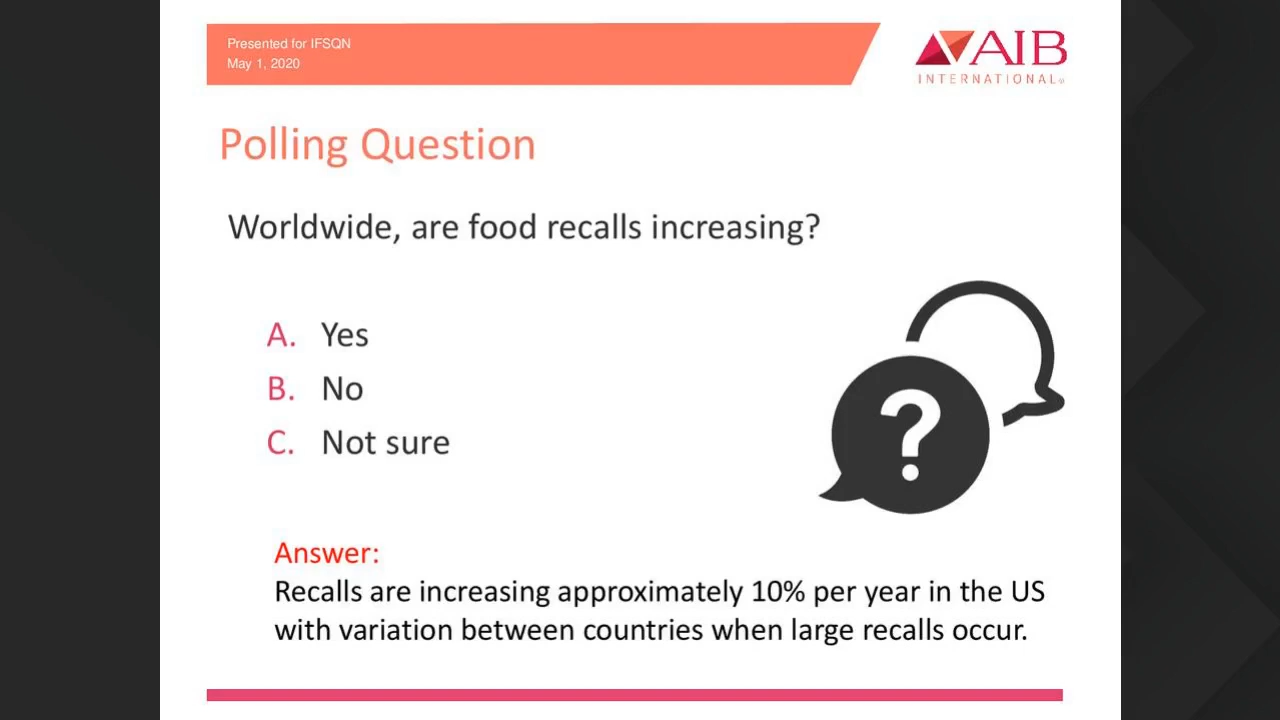 Presented for IFSQN
May 1, 2020
AIB
INTERNATIONAL®
Polling Question
Worldwide, are food recalls increasing?
A. Yes
B. No
C. Not sure
?
Answer:
Recalls are increasing approximately 10% per year in the US
with variation between countries when large recalls occur.